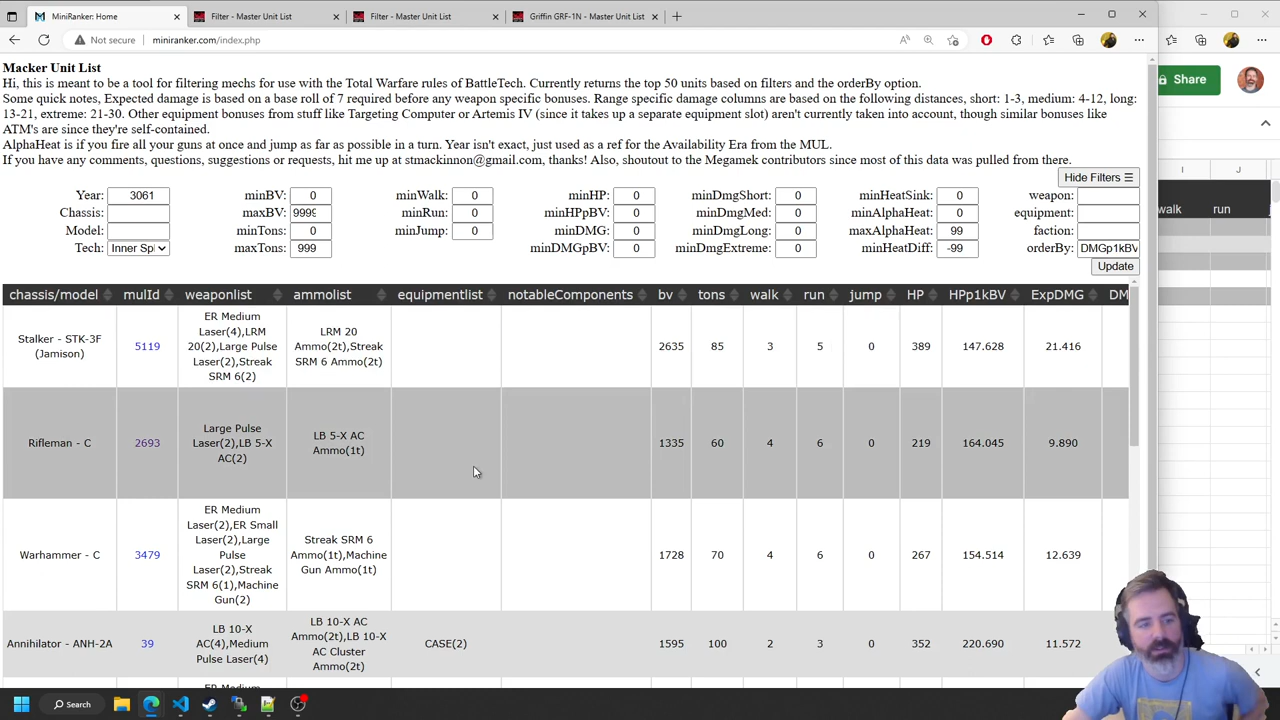 MiniRanker: Home
Filter - Master Unit List
Filter - Master Unit List
Griffin GRF-1N - Master Unit List
Not secure
miniranker.com/index.php
Share
Macker Unit List
Hi, this is meant to be a tool for filtering mechs for use with the Total Warfare rules of BattleTech. Currently returns the top 50 units based on filters and the orderBy option.
Some quick notes, Expected damage is based on a base roll of 7 required before any weapon specific bonuses. Range specific damage columns are based on the following distances, short: 1-3, medium: 4-12, long:
13-21, extreme: 21-30. Other equipment bonuses from stuff like Targeting Computer or Artemis IV (since it takes up a separate equipment slot) aren't currently taken into account, though similar bonuses like
ATM's are since they're self-contained.
AlphaHeat is if you fire all your guns at once and jump as far as possible in a turn. Year isn't exact, just used as a ref for the Availability Era from the MUL.
If you have any comments, questions, suggestions or requests, hit me up at stmackinnon@gmail.com, thanks! Also, shoutout to the Megamek contributors since most of this data was pulled from there.
Hide Filters ☰
Year: 3061 minBV: 0 minWalk: 0 minHP: 0 minDmgShort: 0 minHeatSink: 0 weapon:
Chassis: maxBV: 9999 minRun: 0 minHPpBV: 0 minDmgMed: 0 minAlphaHeat: 0 equipment:
Model: minTons: 0 minJump: 0 minDMG: 0 minDmgLong: 0 maxAlphaHeat: 99 faction:
Tech: Inner Sp maxTons: 999 minDMGpBV: 0 minDmgExtreme: 0 minHeatDiff: -99 orderBy: DMGp1kBV
Update
I J
walk run
chassis/model mulId weaponlist ammolist equipmentlist notableComponents bv tons walk run jump HP HPp1kBV ExpDMG DM
Stalker - STK-3F
(Jamison)
5119
ER Medium
Laser(4),LRM
20(2),Large Pulse
Laser(2),Streak
SRM 6(2)
LRM 20
Ammo(2t),Streak
SRM 6 Ammo(2t)
2635 85 3 5 0 389 147.628 21.416
Rifleman - C
2693
Large Pulse
Laser(2),LB 5-X
AC(2)
LB 5-X AC
Ammo(1t)
1335 60 4 6 0 219 164.045 9.890
Warhammer - C
3479
ER Medium
Laser(2),ER Small
Laser(2),Large
Pulse
Laser(2),Streak
SRM 6(1),Machine
Gun(2)
Streak SRM 6
Ammo(1t),Machine
Gun Ammo(1t)
1728 70 4 6 0 267 154.514 12.639
Annihilator - ANH-2A
39
LB 10-X
AC(4),Medium
Pulse Laser(4)
LB 10-X AC
Ammo(2t),LB 10-X
AC Cluster
Ammo(2t)
CASE(2)
1595 100 2 3 0 352 220.690 11.572
ER Medium
Search